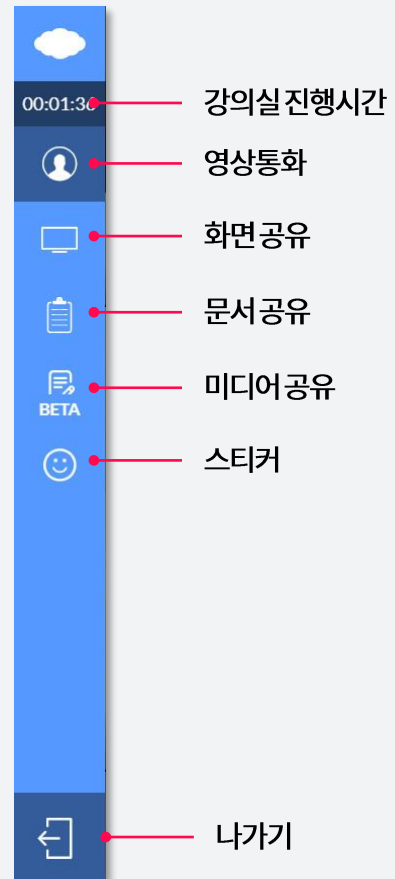 00:01:36
강의실 진행시간
영상통화
화면 공유
문서 공유
미디어 공유
BETA
스티커
나가기